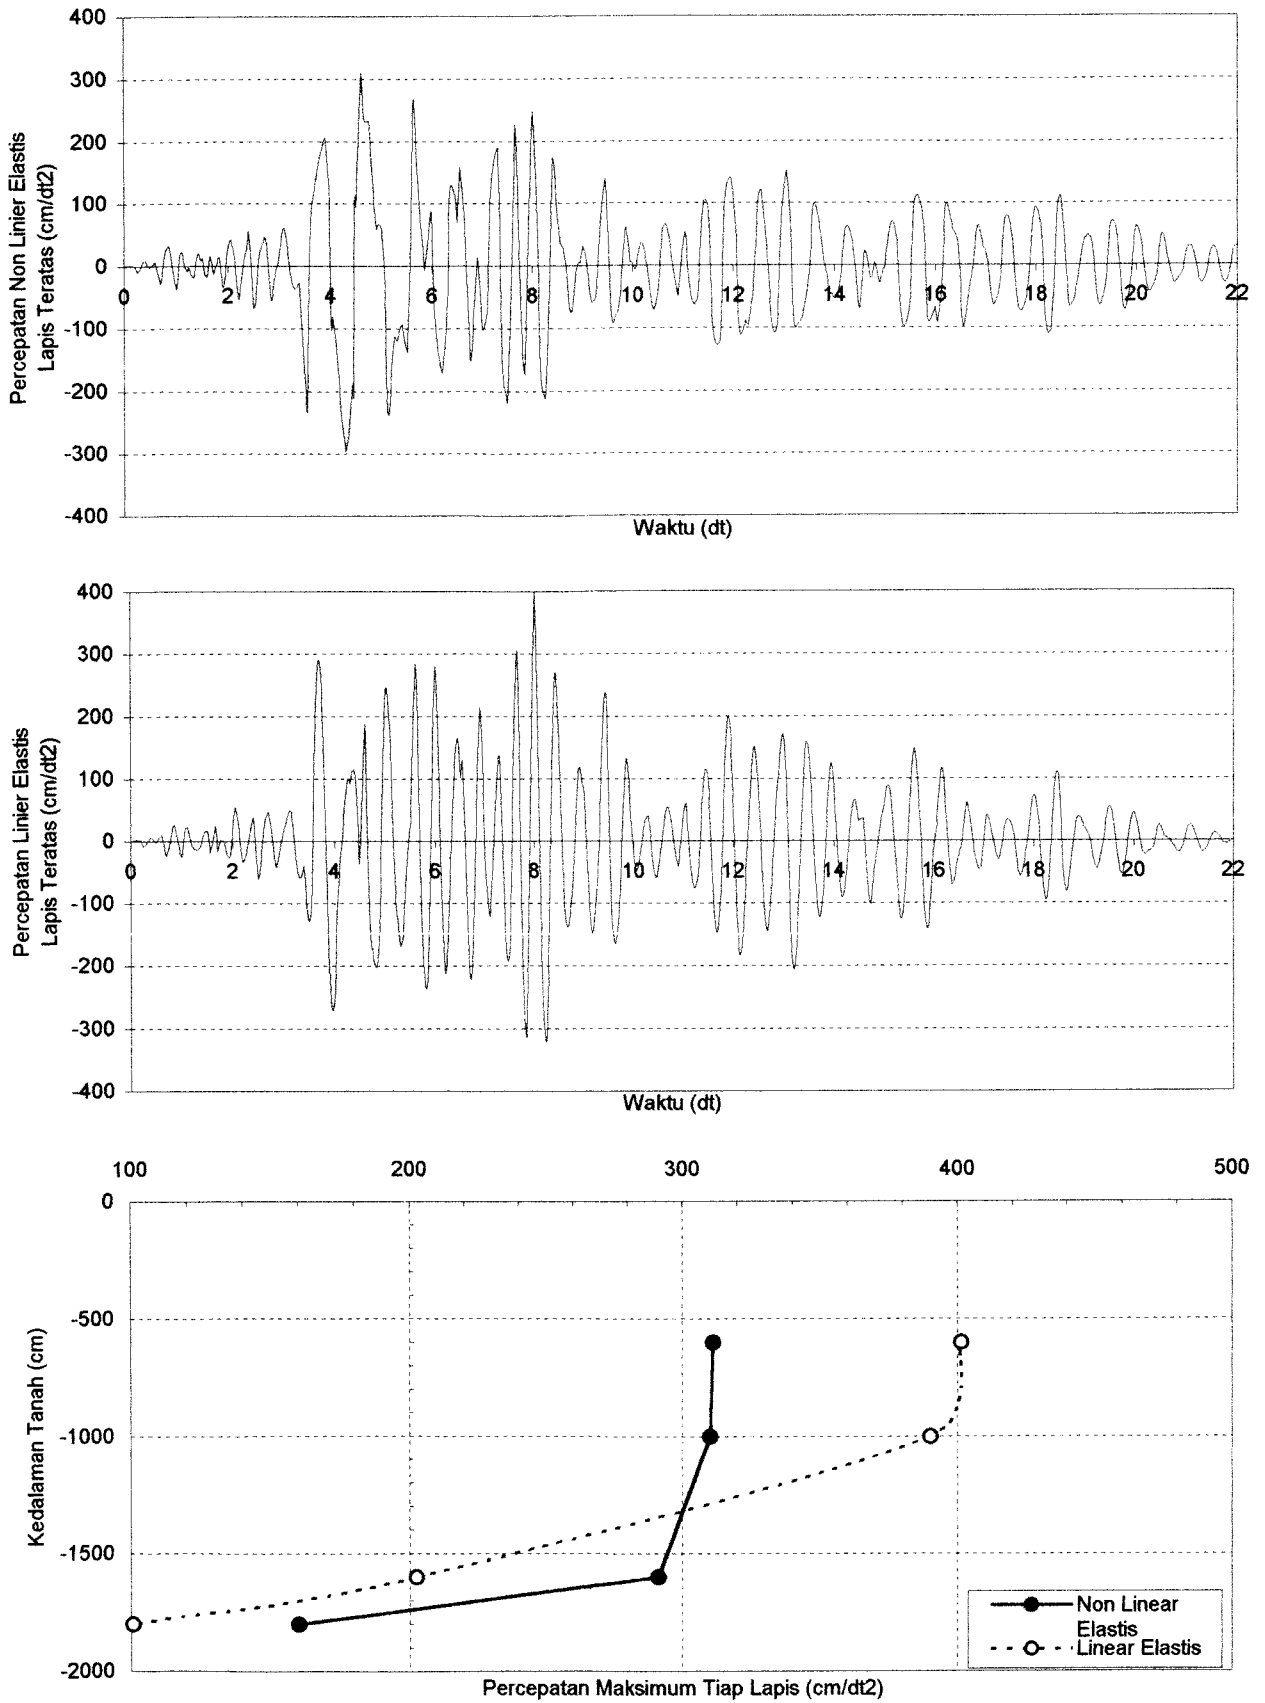 400
300
200
100
0
-100
-200
-300
-400
Percepatan Non Linier Elastis
Lapis Teratas (cm/dt2)
0 2 4 6 8 10 12 14 16 18 20 22
Waktu (dt)
400
300
200
100
0
-100
-200
-300
-400
Percepatan Linier Elastis
Lapis Teratas (cm/dt2)
0 2 4 6 8 10 12 14 16 18 20 22
Waktu (dt)
100 200 300 400 500
0
-500
-1000
-1500
-2000
Kedalaman Tanah (cm)
Non Linear
Elastis
Linear Elastis
Percepatan Maksimum Tiap Lapis (cm/dt2)